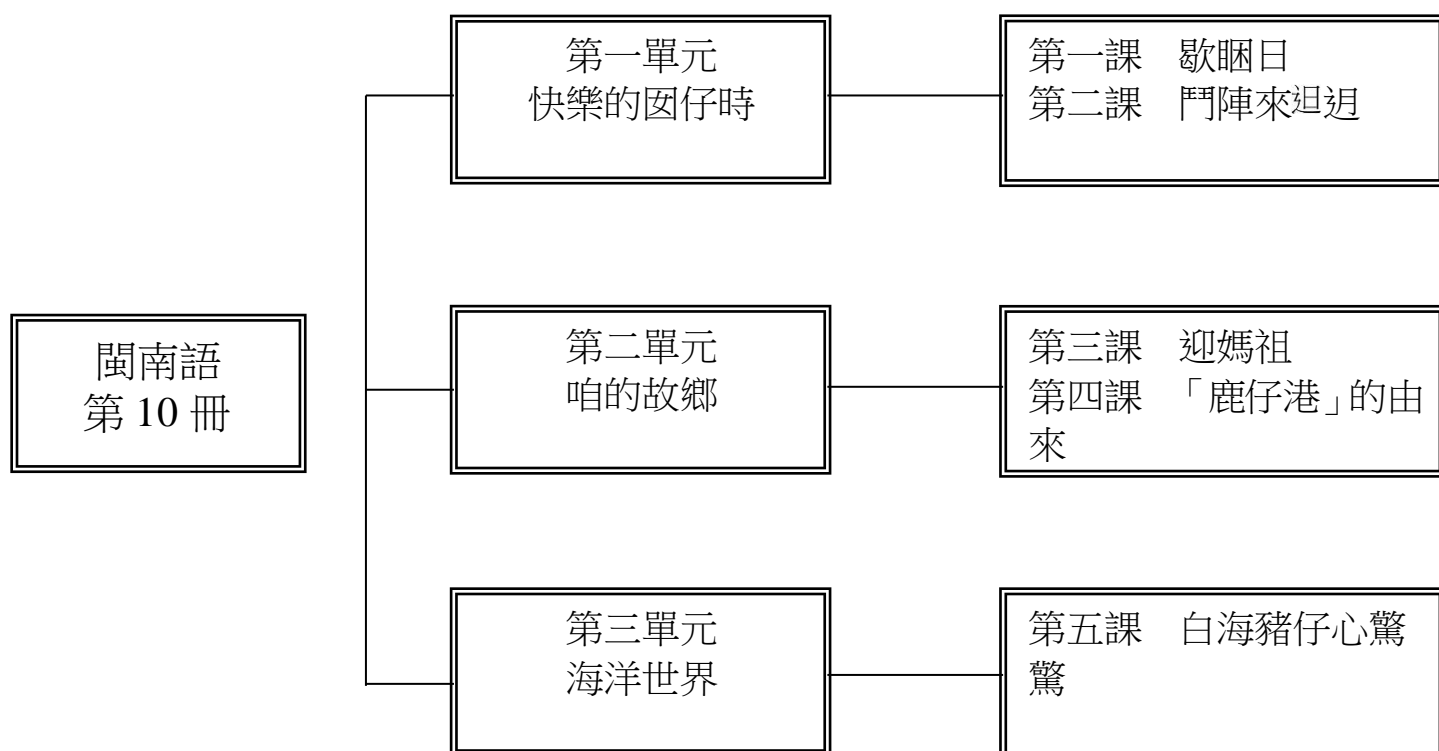 閩南語
第 10 冊
第一單元
快樂的囡仔時
第一課　歇睏日
第二課　鬥陣來𨑨迌
第二單元
咱的故鄉
第三課　迎媽祖
第四課　「鹿仔港」的由
來
第三單元
海洋世界
第五課　白海豬仔心驚
驚